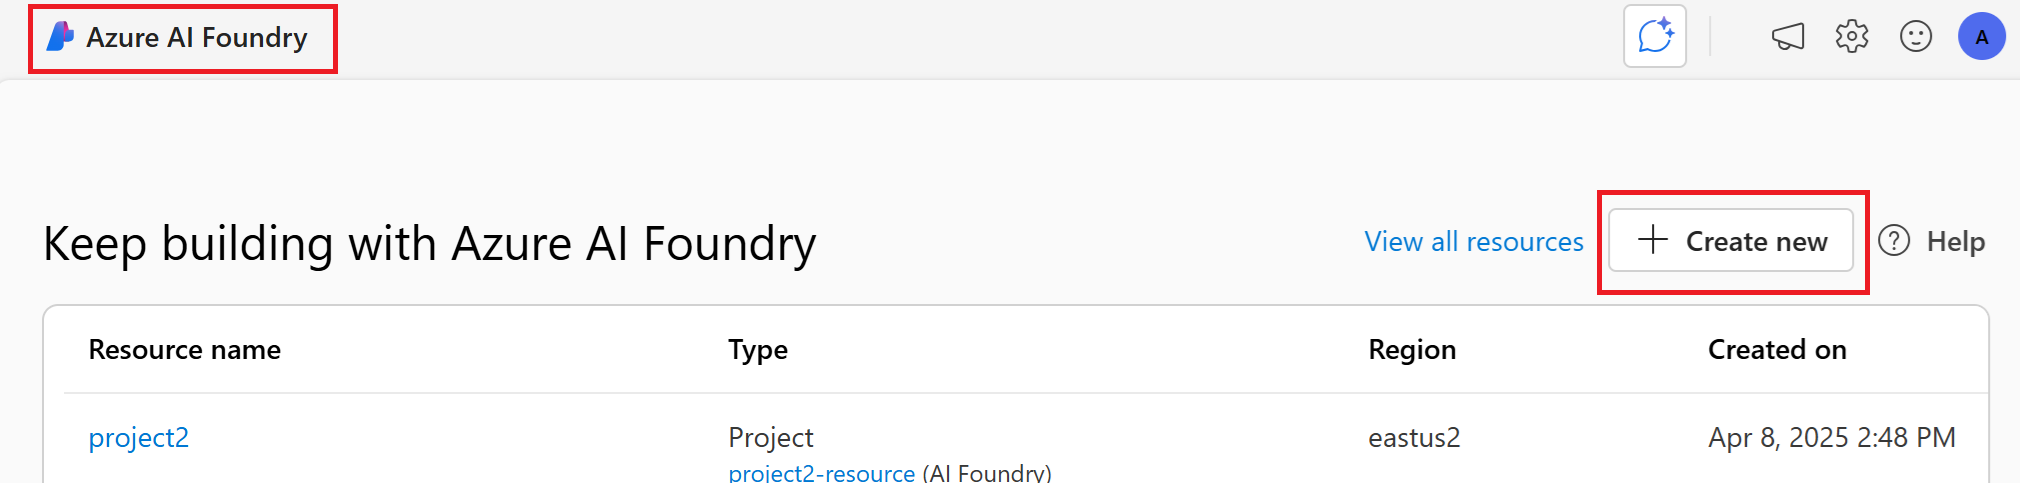 Azure AI Foundry
A
Keep building with Azure AI Foundry
View all resources
Create new
Help
Resource name Type Region Created on
project2 Project eastus2 Apr 8, 2025 2:48 PM
project2-resource (AI Foundry)